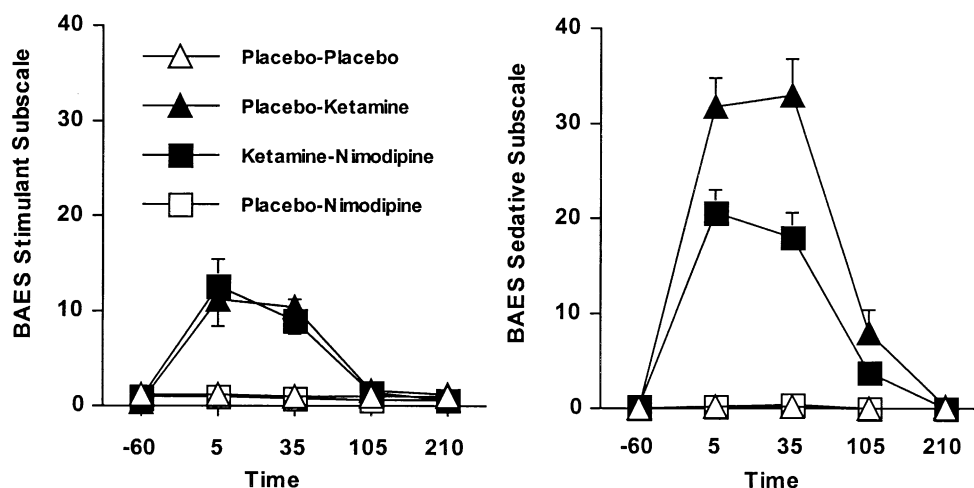 BAES Stimulant Subscale
40
30
20
10
0
Placebo-Placebo
Placebo-Ketamine
Ketamine-Nimodipine
Placebo-Nimodipine
-60 5 35 105 210
Time
BAES Sedative Subscale
40
30
20
10
0
-60 5 35 105 210
Time